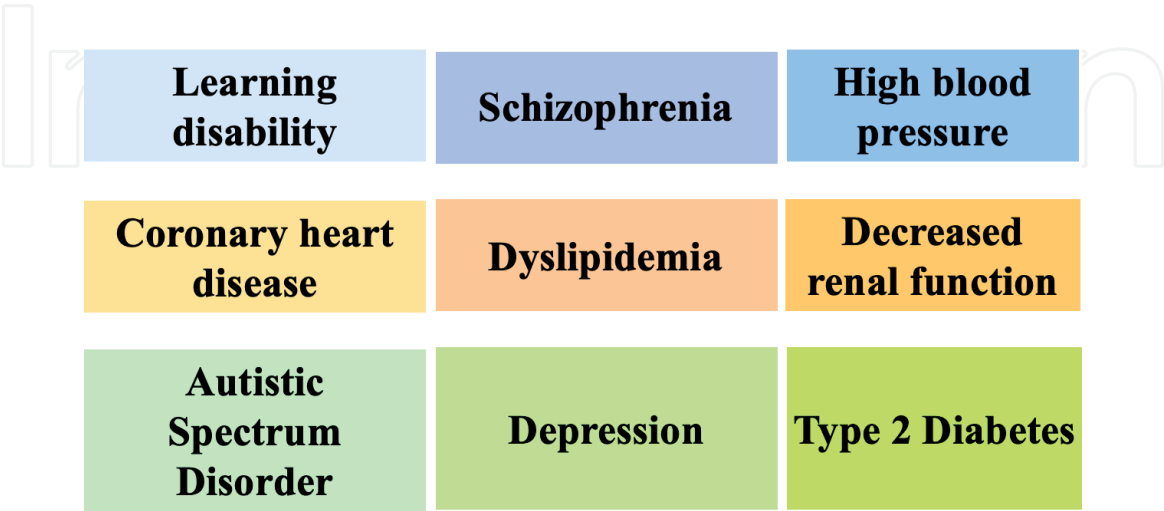 Learning
disability
Schizophrenia
High blood
pressure
Coronary heart
disease
Dyslipidemia
Decreased
renal function
Autistic
Spectrum
Disorder
Depression
Type 2 Diabetes